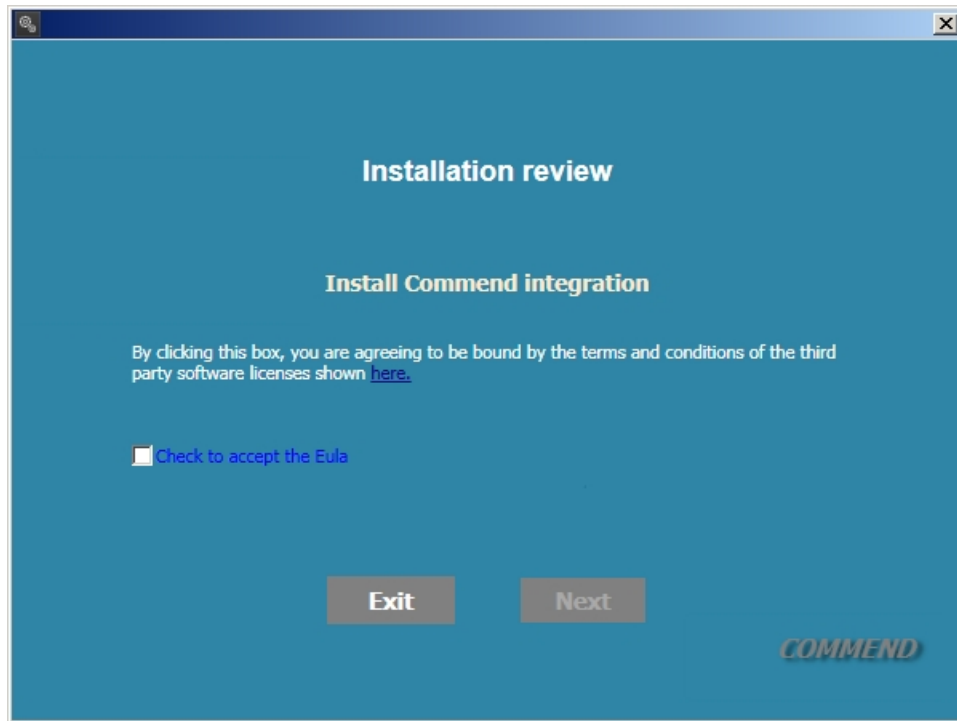 Installation review
Install Commend integration
By clicking this box, you are agreeing to be bound by the terms and conditions of the third
party software licenses shown here.
Check to accept the Eula
Exit
Next
COMMEND